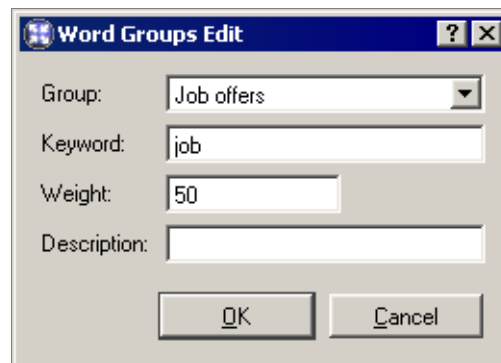 Word Groups Edit
Group: Job offers
Keyword: job
Weight: 50
Description:
OK Cancel